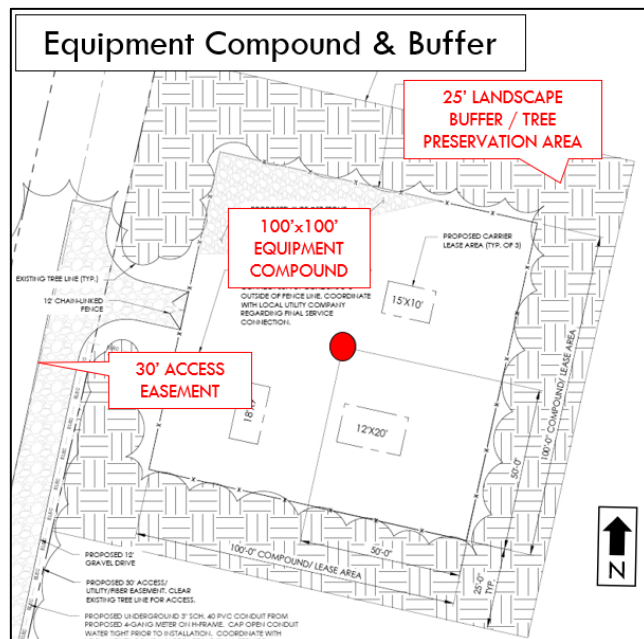 Equipment Compound & Buffer
25' LANDSCAPE
BUFFER / TREE
PRESERVATION AREA
100'x100'
EQUIPMENT
COMPOUND
PROPOSED CARRIER
LEASE AREA (TYP. OF 3)
EXISTING TREE LINE (TYP.)
12' CHAIN-LINKED
FENCE
OUTSIDE OF FENCE LINE. COORDINATE
WITH LOCAL UTILITY COMPANY
REGARDING FINAL SERVICE
CONNECTION.
15'X10'
30' ACCESS
EASEMENT
12'X20'
50'-0"
100'-0" COMPOUND/ LEASE AREA
100'-0" COMPOUND/ LEASE AREA
50'-0"
25'-0"
TYP.
N
PROPOSED 12'
GRAVEL DRIVE
PROPOSED 30' ACCESS/
UTILITY/FIBER EASEMENT. CLEAR
EXISTING TREE LINE FOR ACCESS.
PROPOSED UNDERGROUND 3" SCH. 40 PVC CONDUIT FROM
PROPOSED 4-GANG METER ON H-FRAME. CAP OPEN CONDUIT
WATER TIGHT PRIOR TO INSTALLATION. COORDINATE WITH